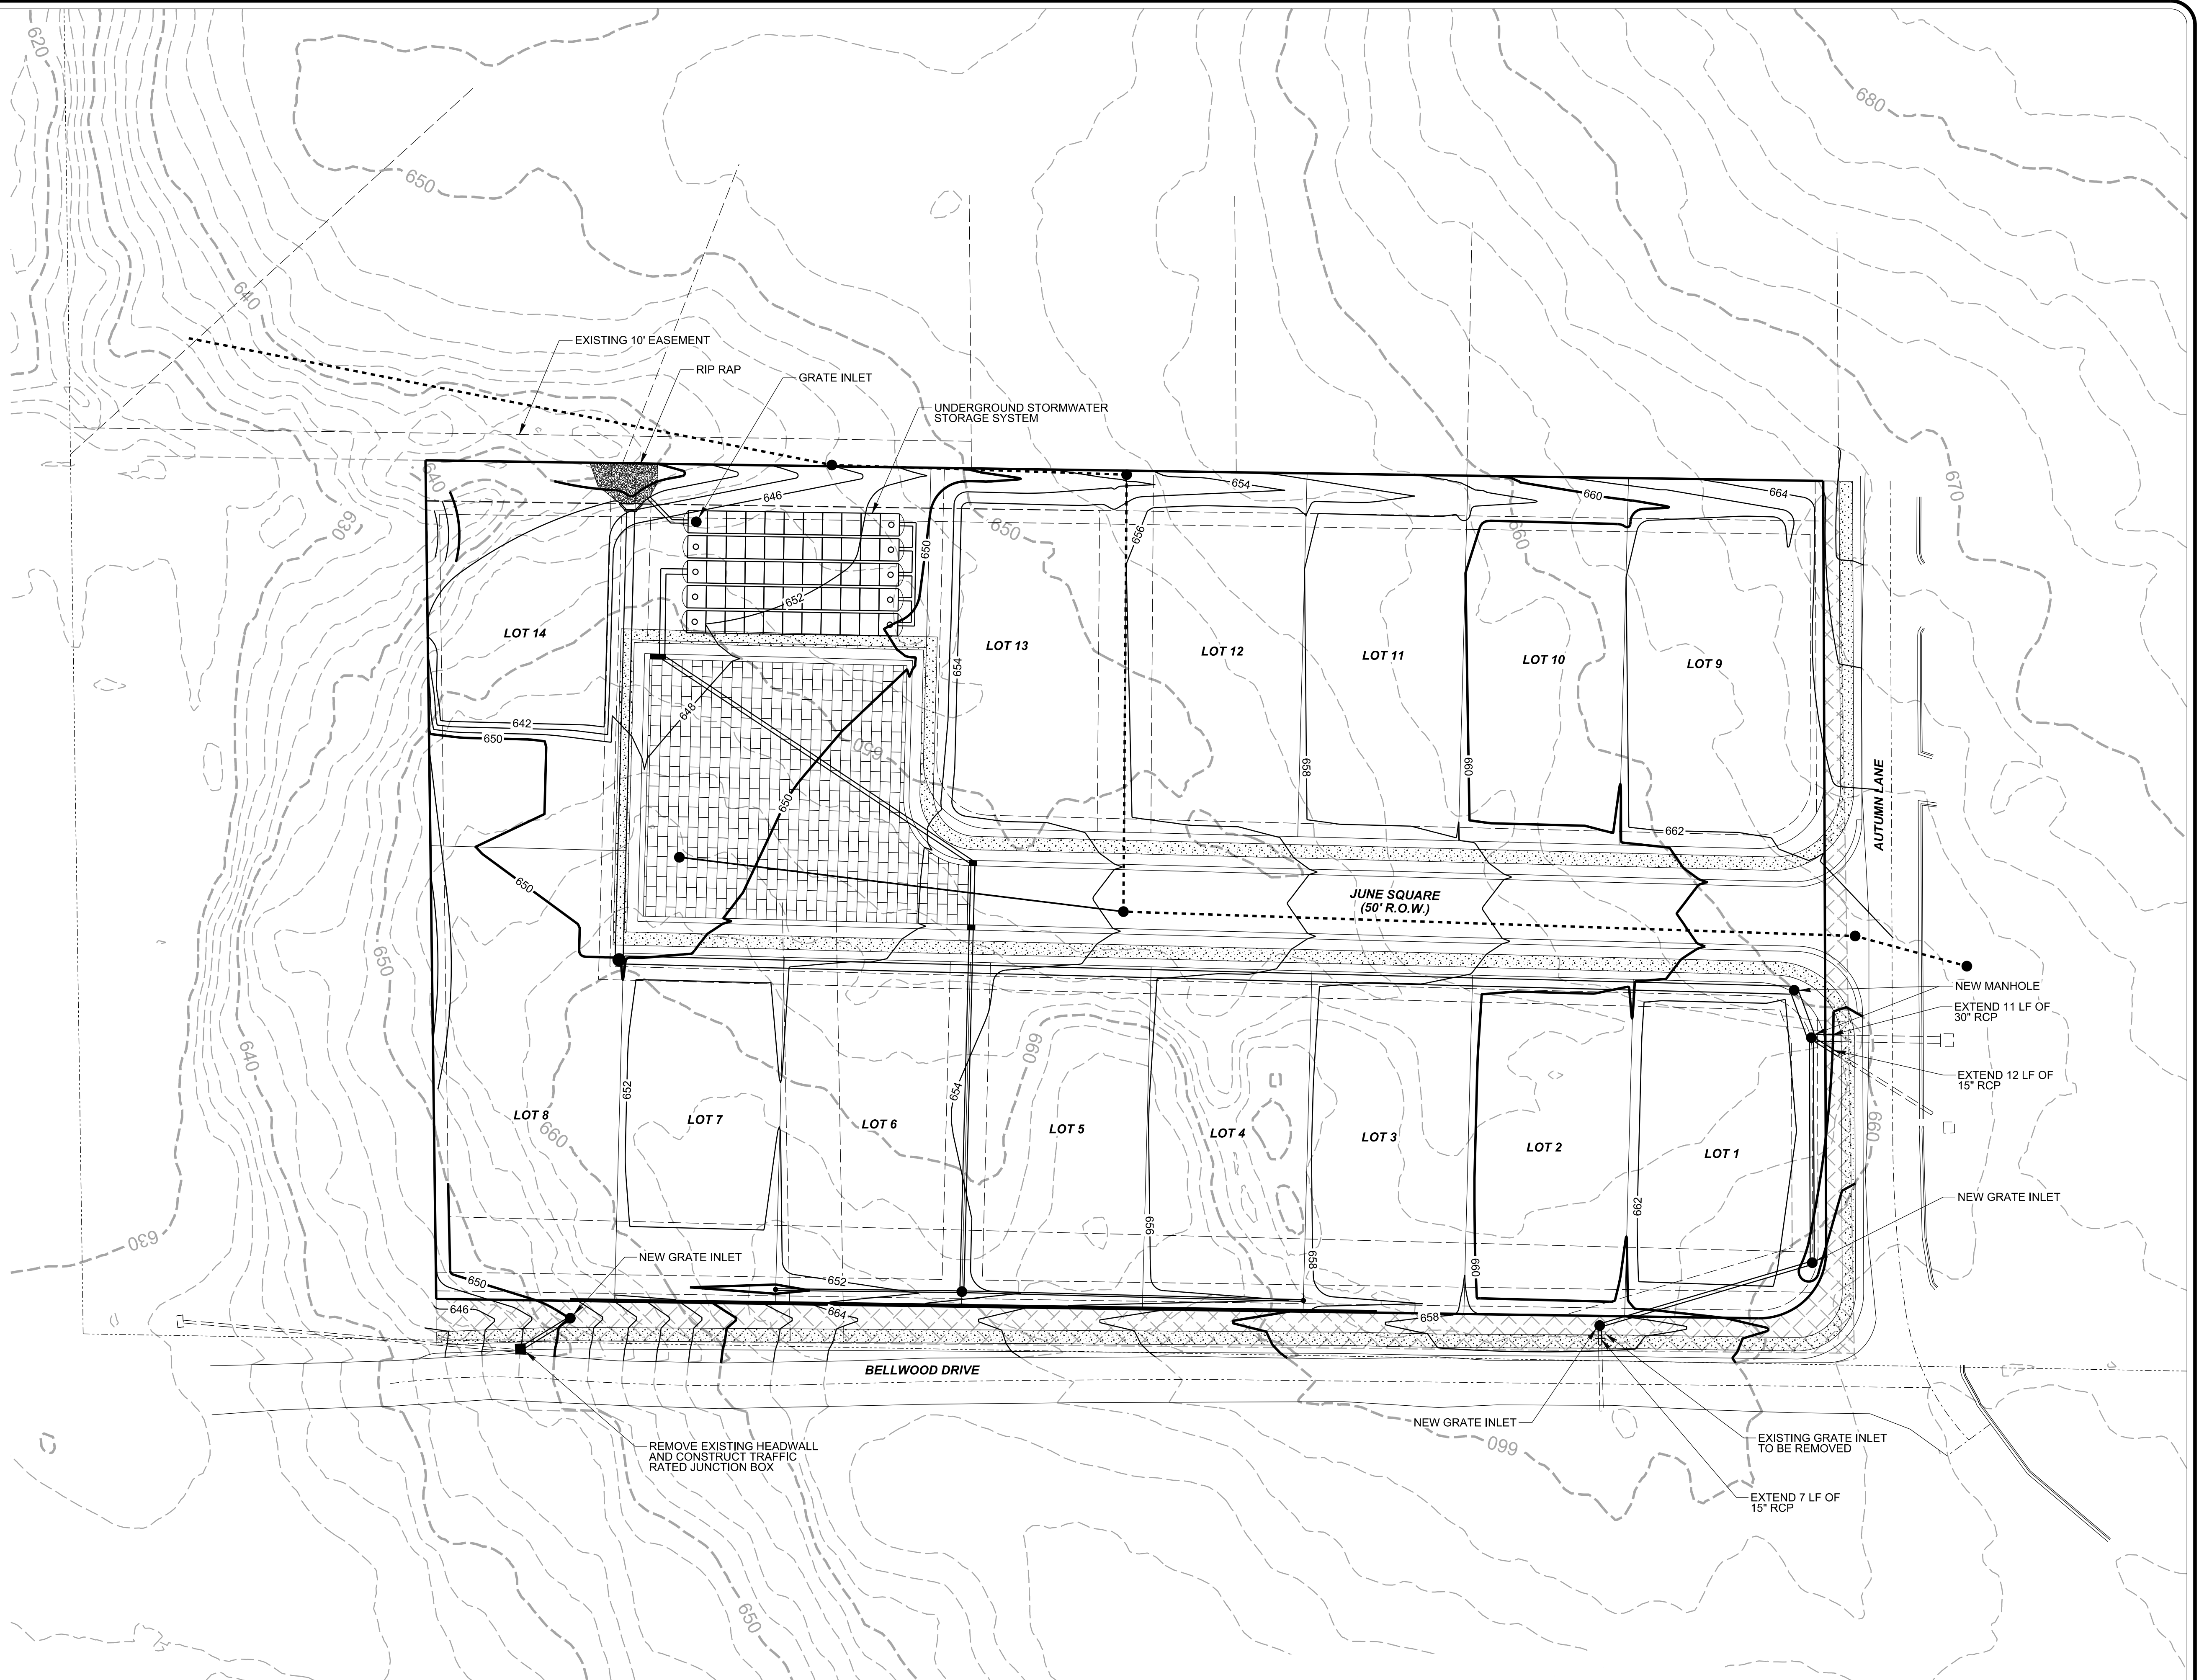 620
680
650
640
EXISTING 10' EASEMENT
RIP RAP
GRATE INLET
UNDERGROUND STORMWATER
STORAGE SYSTEM
640
630
646
650
650
654
656
660
660
664
670
652
LOT 14
LOT 13
LOT 12
LOT 11
LOT 10
LOT 9
654
648
642
650
650
650
658
660
662
AUTUMN LANE
650
JUNE SQUARE
(50' R.O.W.)
650
640
NEW MANHOLE
EXTEND 11 LF OF
30" RCP
EXTEND 12 LF OF
15" RCP
660
652
654
660
LOT 8
LOT 7
LOT 6
LOT 5
LOT 4
LOT 3
LOT 2
LOT 1
660
NEW GRATE INLET
656
658
660
662
630
NEW GRATE INLET
650
646
652
664
658
BELLWOOD DRIVE
NEW GRATE INLET
660
EXISTING GRATE INLET
TO BE REMOVED
REMOVE EXISTING HEADWALL
AND CONSTRUCT TRAFFIC
RATED JUNCTION BOX
EXTEND 7 LF OF
15" RCP
650